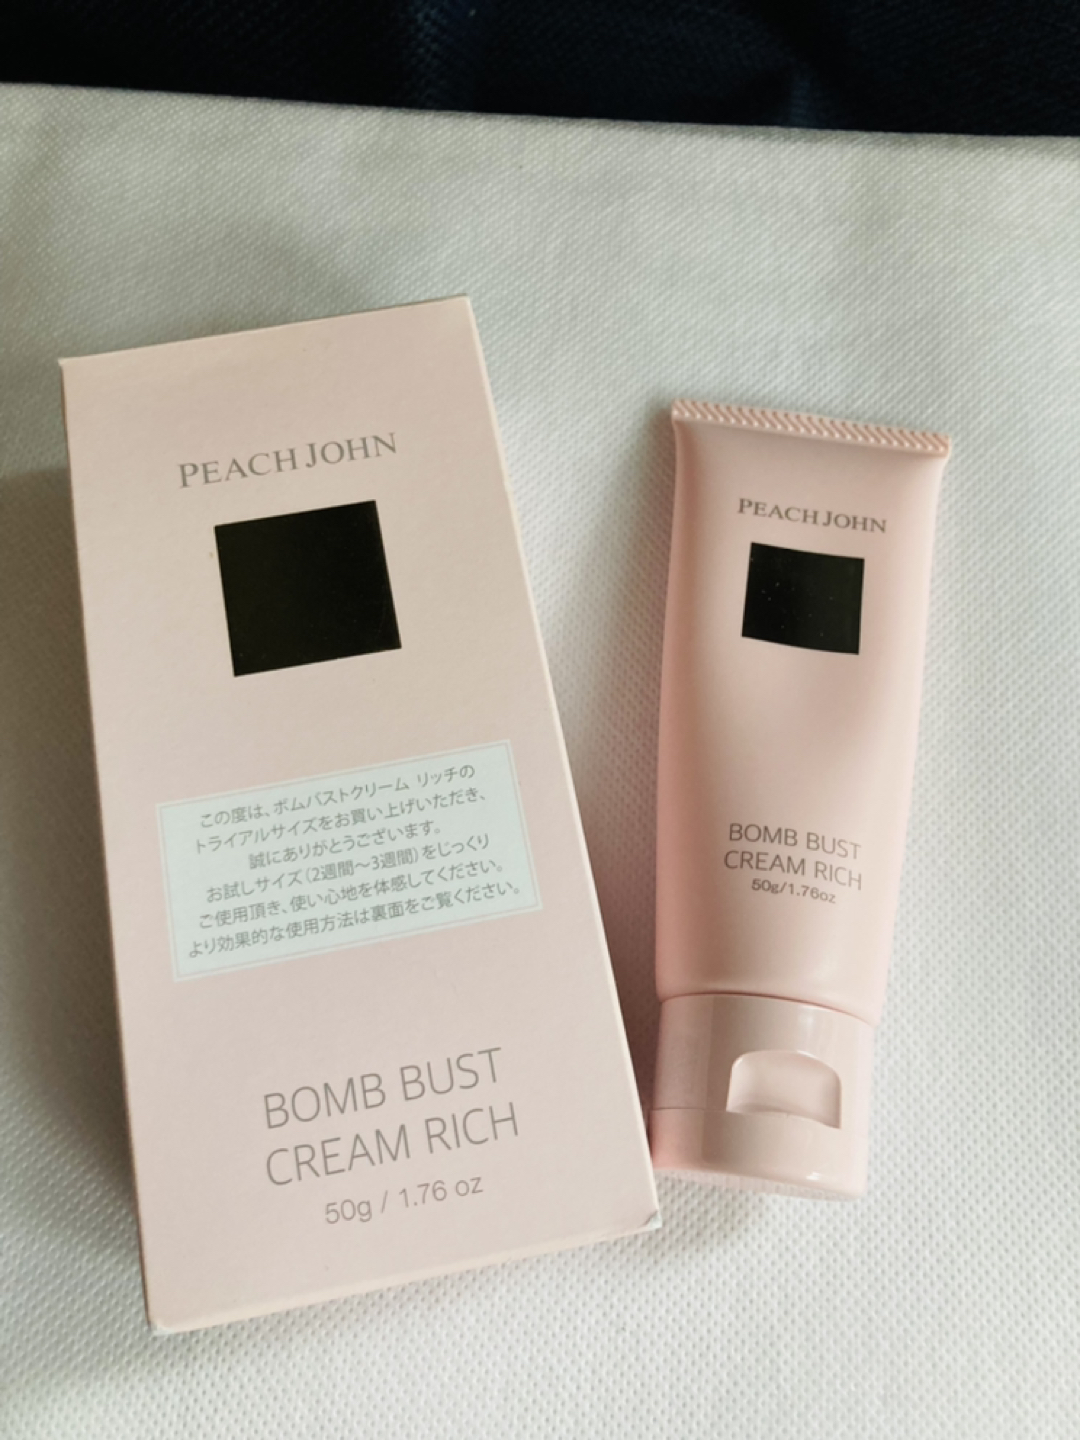 PEACH JOHN
この度は、ボムバストクリーム リッチの
トライアルサイズをお買い上げいただき、
誠にありがとうございます。
お試しサイズ(2週間〜3週間)をじっくり
ご使用頂き、使い心地を体感してください。
より効果的な使用方法は裏面をご覧ください。
BOMB BUST
CREAM RICH
50g / 1.76 oz
PEACH JOHN
BOMB BUST
CREAM RICH
50g/1.76oz